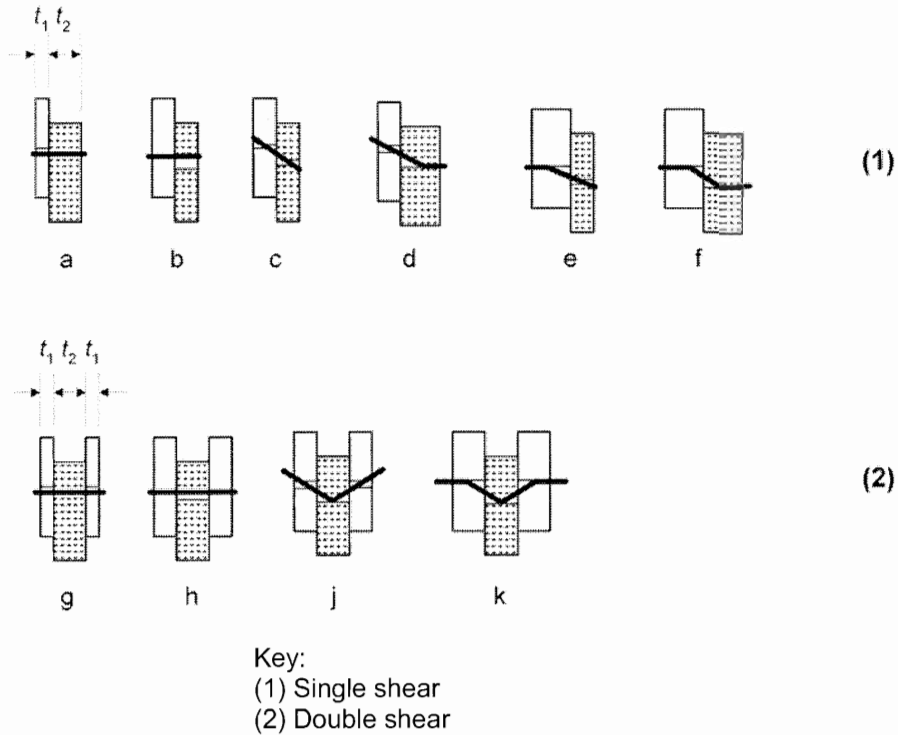 t₁ t₂
(1)
a b c d e f
t₁ t₂ t₁
(2)
g h j k
Key:
(1) Single shear
(2) Double shear